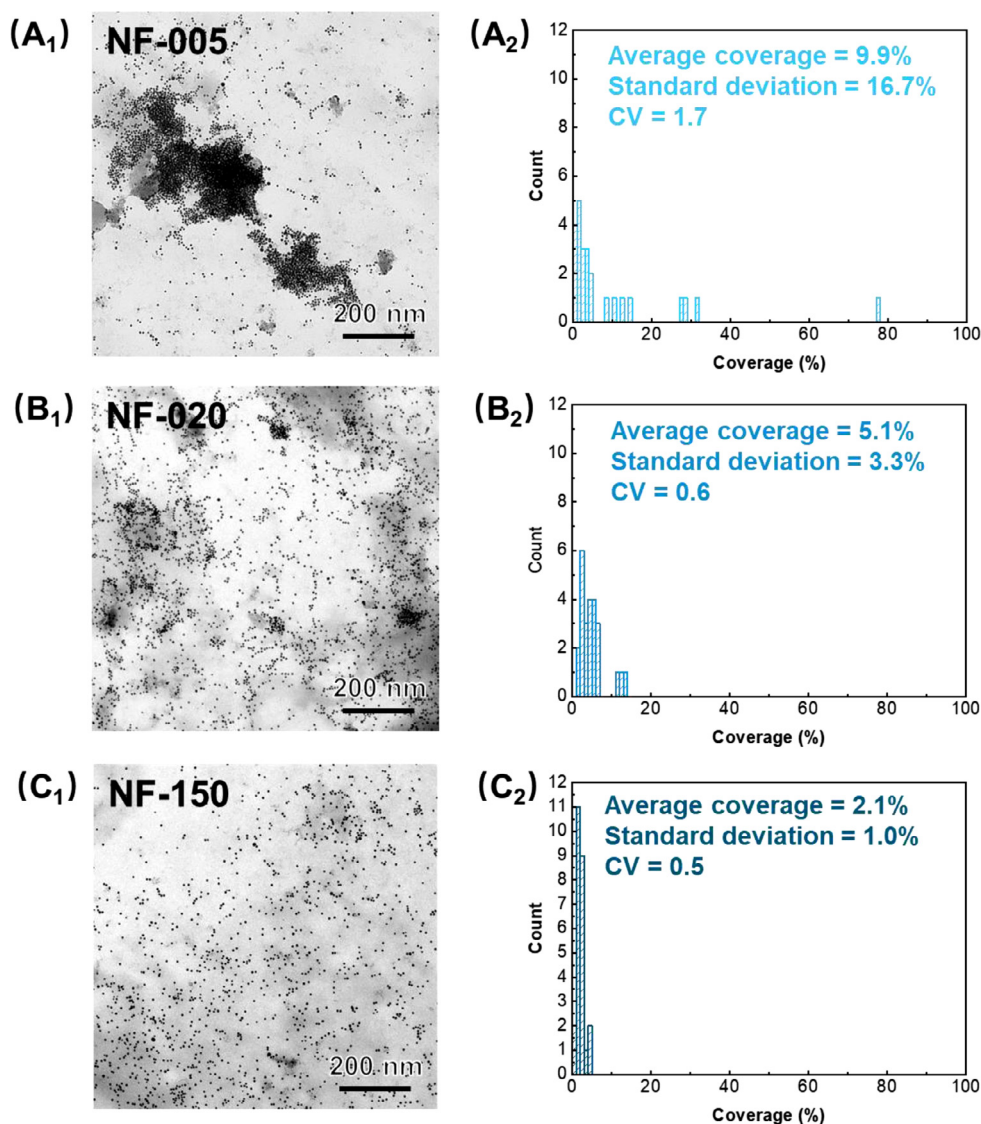 (A₁)
NF-005
200 nm
(A₂)
12
10
8
6
4
2
0
Count
Average coverage = 9.9%
Standard deviation = 16.7%
CV = 1.7
0 20 40 60 80 100
Coverage (%)
(B₁)
NF-020
200 nm
(B₂)
12
10
8
6
4
2
0
Count
Average coverage = 5.1%
Standard deviation = 3.3%
CV = 0.6
0 20 40 60 80 100
Coverage (%)
(C₁)
NF-150
200 nm
(C₂)
12
11
10
9
8
7
6
5
4
3
2
1
0
Count
Average coverage = 2.1%
Standard deviation = 1.0%
CV = 0.5
0 20 40 60 80 100
Coverage (%)